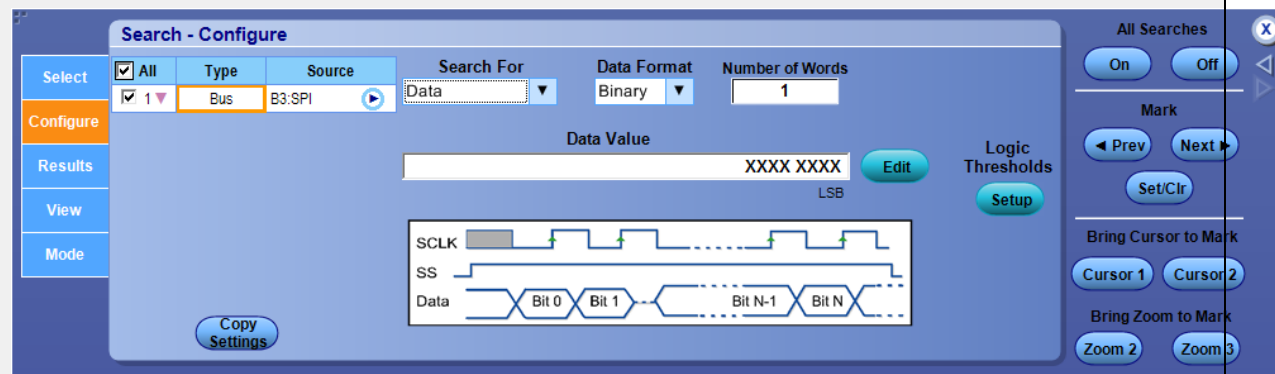 Search - Configure
Select
Configure
Results
View
Mode
All Type Source
1 Bus B3:SPI
Search For
Data
Data Format
Binary
Number of Words
1
Data Value
XXXX XXXX
LSB
Edit
Logic
Thresholds
Setup
SCLK
SS
Data Bit 0 Bit 1 Bit N-1 Bit N
Copy
Settings
All Searches
On Off
X
Mark
Prev Next
Set/Clr
Bring Cursor to Mark
Cursor 1 Cursor 2
Bring Zoom to Mark
Zoom 2 Zoom 3